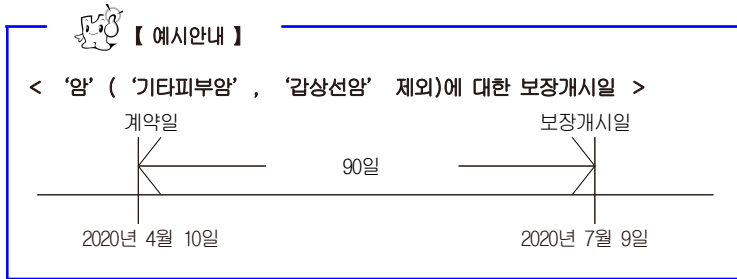 【 예시안내 】
< ‘암’ ( ‘기타피부암’ , ‘갑상선암’ 제외)에 대한 보장개시일 >
계약일 보장개시일
90일
2020년 4월 10일 2020년 7월 9일